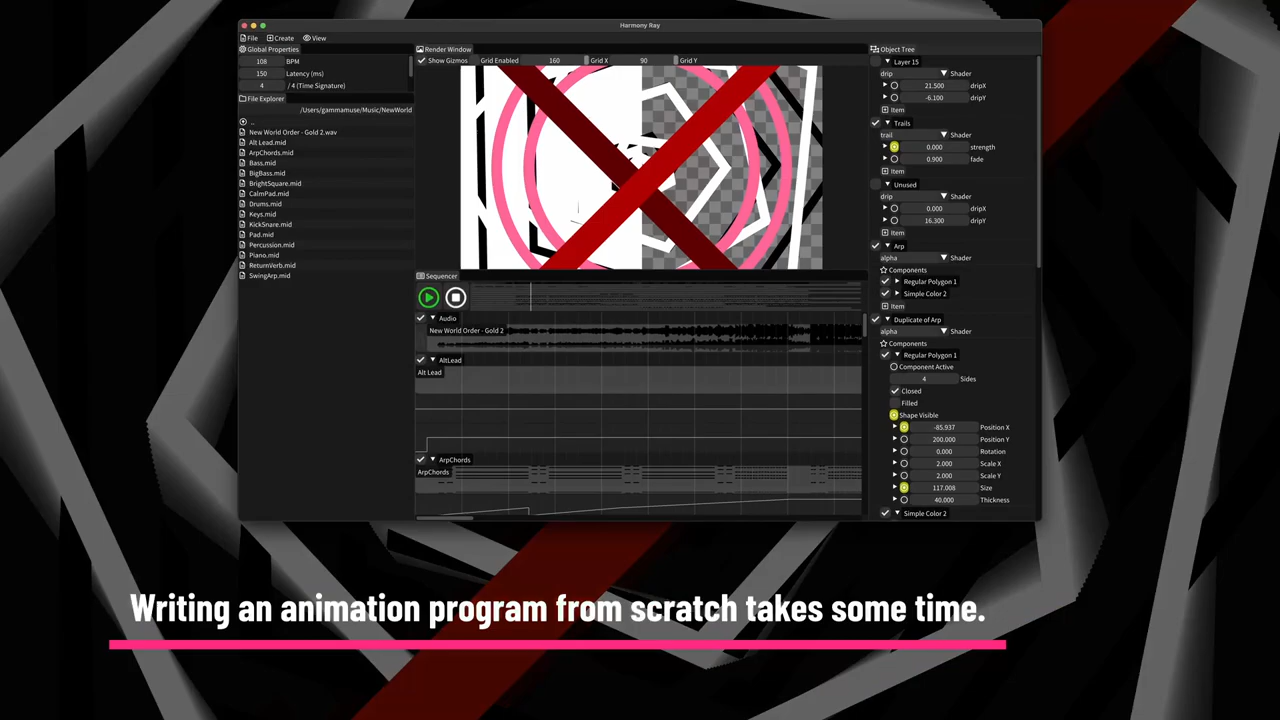 Harmony Ray
File Create View
Global Properties
108 BPM
150 Latency (ms)
4 / 4 (Time Signature)
File Explorer
/Users/gammamuse/Music/NewWorld
..
New World Order - Gold 2.wav
Alt Lead.mid
ArpChords.mid
Bass.mid
BigBass.mid
BrightSquare.mid
CalmPad.mid
Drums.mid
Keys.mid
KickSnare.mid
Pad.mid
Percussion.mid
Piano.mid
ReturnVerb.mid
SwingArp.mid
Render Window
Show Gizmos Grid Enabled 160 Grid X 90 Grid Y
Sequencer
Audio
New World Order - Gold 2
AltLead
Alt Lead
ArpChords
ArpChords
Object Tree
Layer 15
drip Shader
21.500 dripX
-6.100 dripY
Item
Trails
trail Shader
0.000 strength
0.900 fade
Item
Unused
drip Shader
0.000 dripX
16.300 dripY
Item
Arp
alpha Shader
Components
Regular Polygon 1
Simple Color 2
Item
Duplicate of Arp
alpha Shader
Components
Regular Polygon 1
Component Active
4 Sides
Closed
Filled
Shape Visible
-85.937 Position X
200.000 Position Y
0.000 Rotation
2.000 Scale X
2.000 Scale Y
117.008 Size
40.000 Thickness
Simple Color 2
Writing an animation program from scratch takes some time.